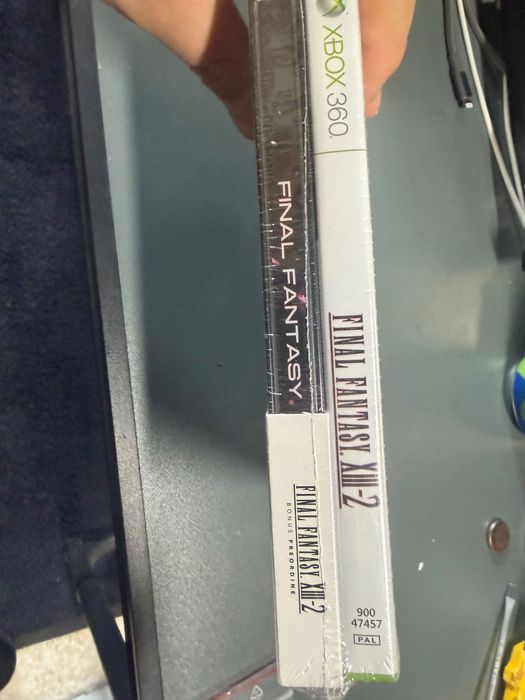 XBOX 360
FINAL FANTASY
FINAL FANTASY XIII-2
FINAL FANTASY XIII-2
BONUS PREORDINE
900
47457
PAL